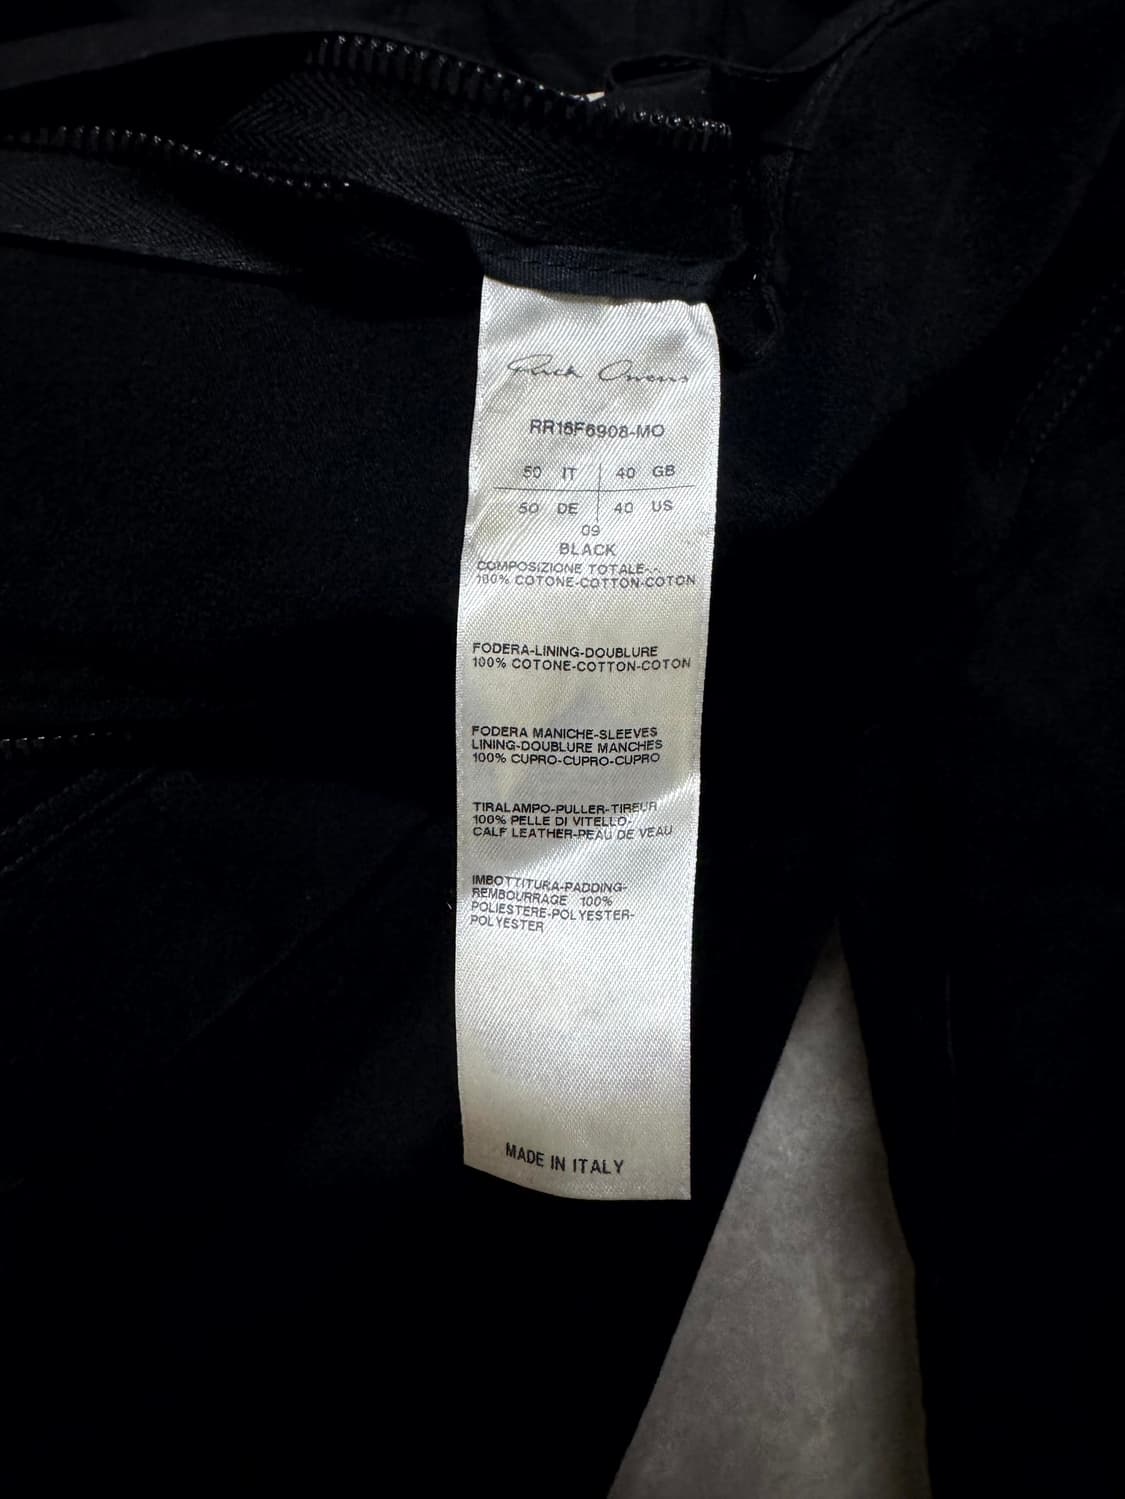 Rick Owens
RR16F6908-MO
50 IT | 40 GB
50 DE | 40 US
09
BLACK
COMPOSIZIONE TOTALE-.-.
100% COTONE-COTTON-COTON
FODERA-LINING-DOUBLURE
100% COTONE-COTTON-COTON
FODERA MANICHE-SLEEVES
LINING-DOUBLURE MANCHES
100% CUPRO-CUPRO-CUPRO
TIRALAMPO-PULLER-TIREUR
100% PELLE DI VITELLO-
CALF LEATHER-PEAU DE VEAU
IMBOTTITURA-PADDING-
REMBOURRAGE 100%
POLIESTERE-POLYESTER-
POLYESTER
MADE IN ITALY